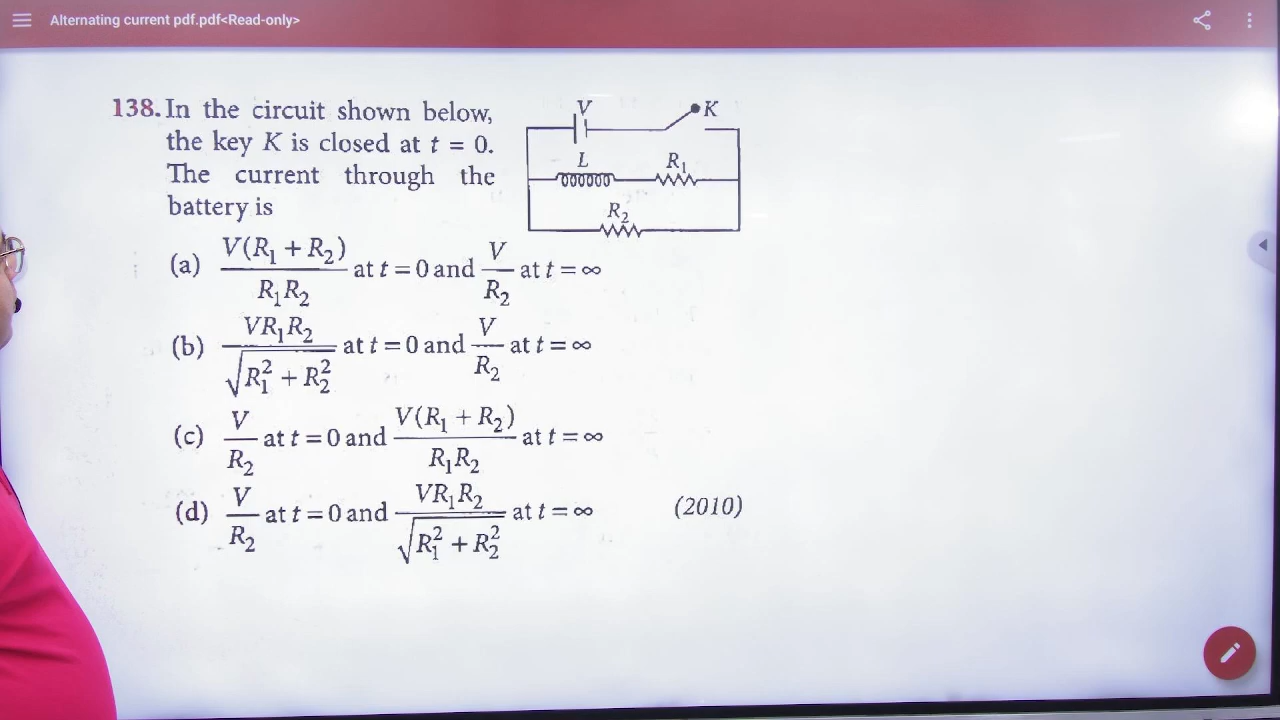 Alternating current pdf.pdf<Read-only>
138. In the circuit shown below,
the key K is closed at t = 0.
The current through the
battery is
V
K
L
R₁
R₂
(a) V(R₁ + R₂) / R₁R₂ at t = 0 and V / R₂ at t = ∞
(b) VR₁R₂ / √(R₁² + R₂²) at t = 0 and V / R₂ at t = ∞
(c) V / R₂ at t = 0 and V(R₁ + R₂) / R₁R₂ at t = ∞
(d) V / R₂ at t = 0 and VR₁R₂ / √(R₁² + R₂²) at t = ∞ (2010)